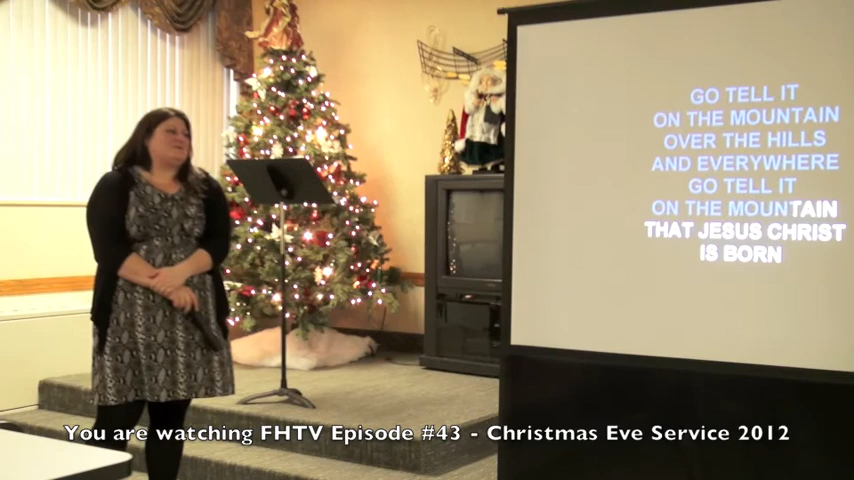 GO TELL IT
ON THE MOUNTAIN
OVER THE HILLS
AND EVERYWHERE
GO TELL IT
ON THE MOUNTAIN
THAT JESUS CHRIST
IS BORN
You are watching FHTV Episode #43 - Christmas Eve Service 2012